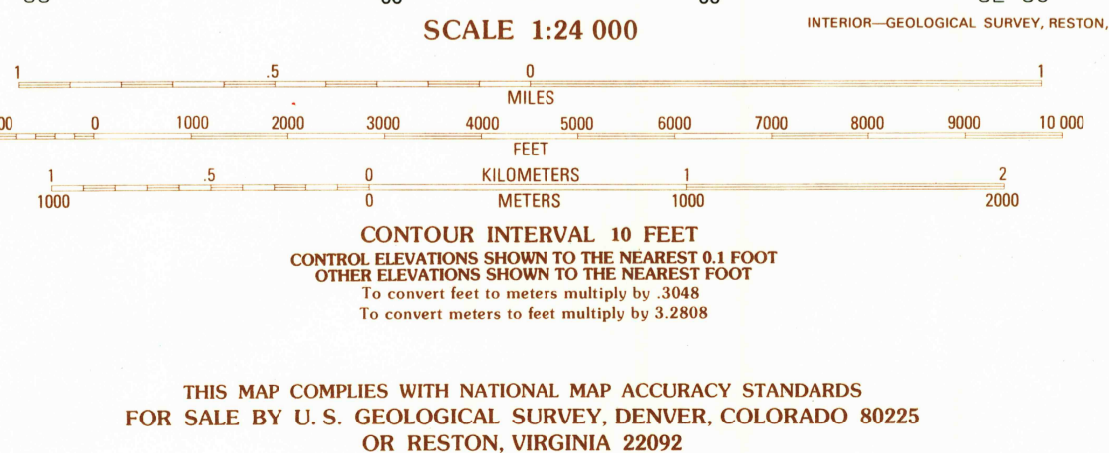 SCALE 1:24 000
INTERIOR—GEOLOGICAL SURVEY, RESTON,
1 .5 0 1
MILES
0 1000 2000 3000 4000 5000 6000 7000 8000 9000 10 000
FEET
1 .5 0 KILOMETERS 1 2
1000 0 METERS 1000 2000
CONTOUR INTERVAL 10 FEET
CONTROL ELEVATIONS SHOWN TO THE NEAREST 0.1 FOOT
OTHER ELEVATIONS SHOWN TO THE NEAREST FOOT
To convert feet to meters multiply by .3048
To convert meters to feet multiply by 3.2808
THIS MAP COMPLIES WITH NATIONAL MAP ACCURACY STANDARDS
FOR SALE BY U. S. GEOLOGICAL SURVEY, DENVER, COLORADO 80225
OR RESTON, VIRGINIA 22092